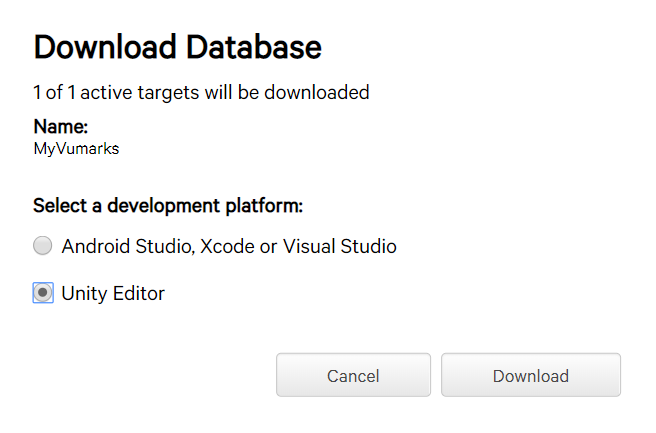 Download Database
1 of 1 active targets will be downloaded
Name:
MyVumarks
Select a development platform:
Android Studio, Xcode or Visual Studio
Unity Editor
Cancel
Download